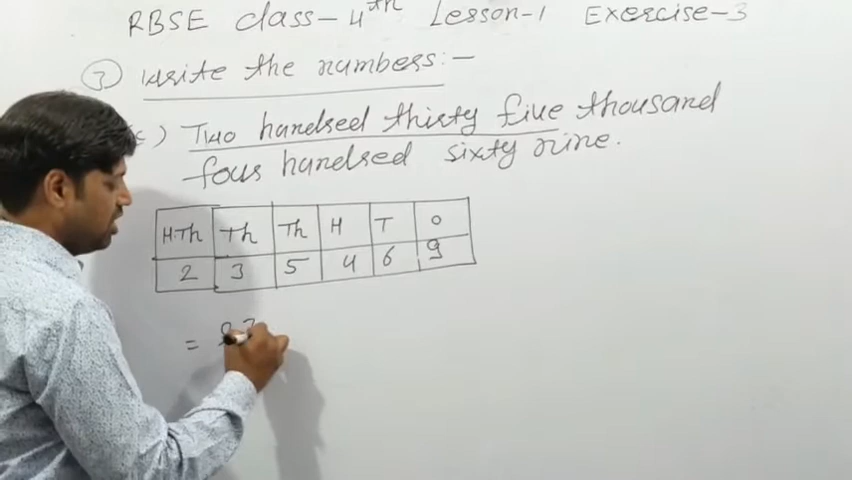 RBSE class-4th Lesson-1 Exercise-3
3 Write the numbers:-
c) Two hundred thirty five thousand
four hundred sixty nine.
H.Th Th Th H T O
2 3 5 4 6 9
=